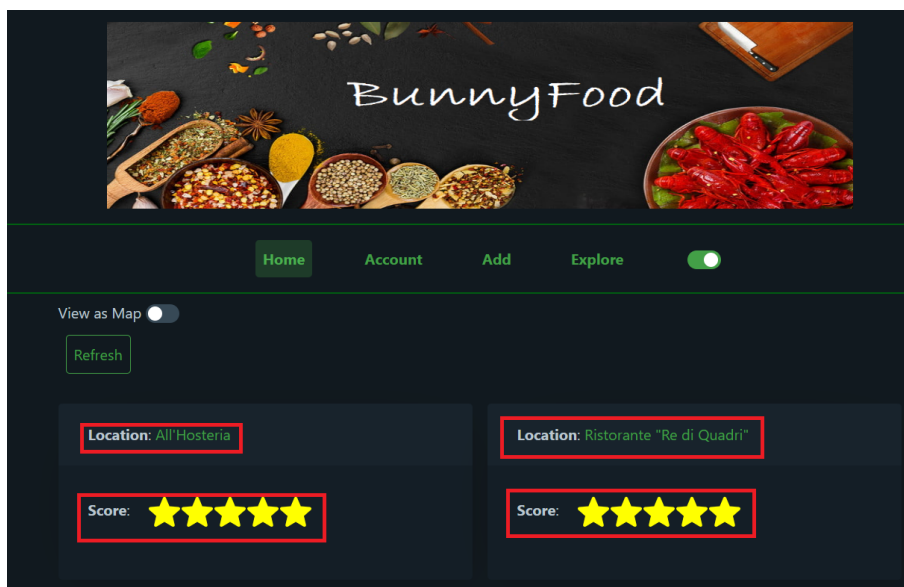 BunnyFood
Home Account Add Explore
View as Map
Refresh
Location: All'Hosteria
Score:
Location: Ristorante "Re di Quadri"
Score: